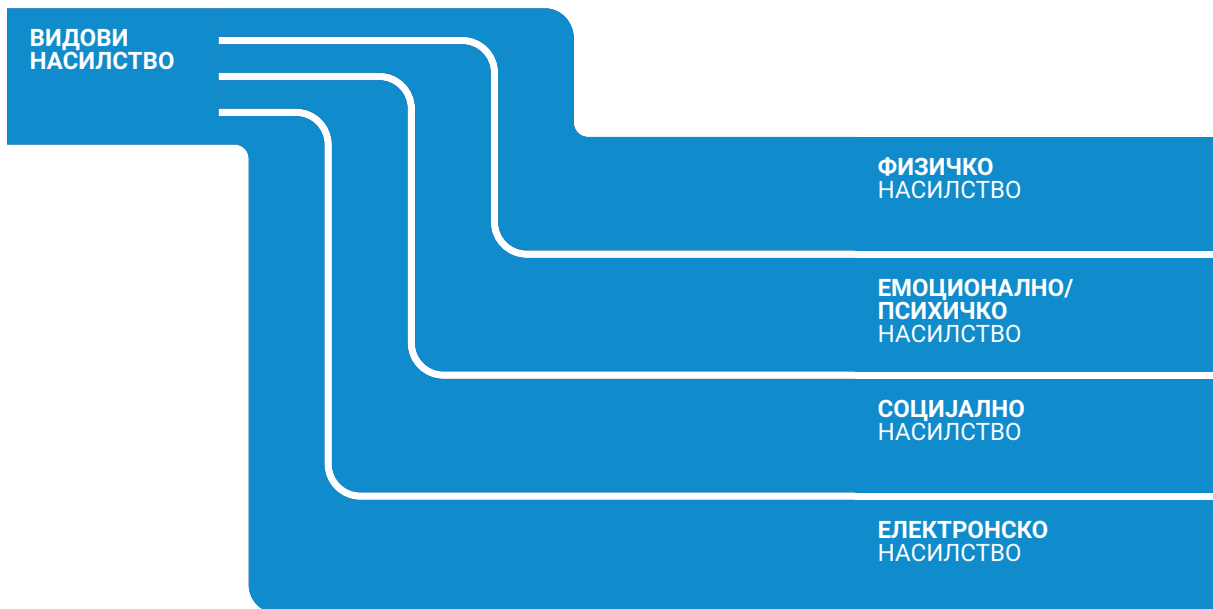 ВИДОВИ
НАСИЛСТВО
ФИЗИЧКО
НАСИЛСТВО
ЕМОЦИОНАЛНО/
ПСИХИЧКО
НАСИЛСТВО
СОЦИЈАЛНО
НАСИЛСТВО
ЕЛЕКТРОНСКО
НАСИЛСТВО